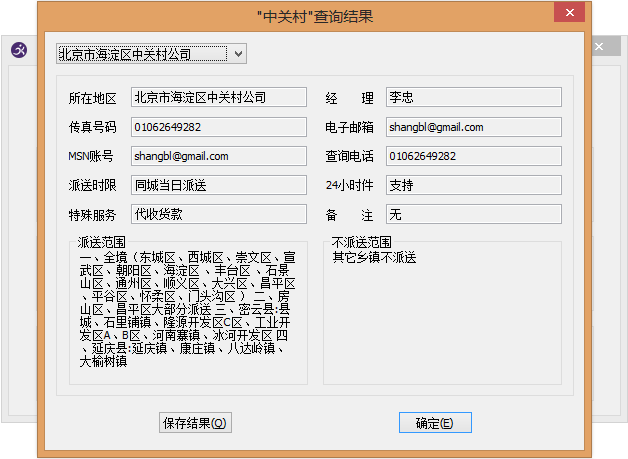 "中关村"查询结果
北京市海淀区中关村公司
所在地区 北京市海淀区中关村公司 经 理 李忠
传真号码 01062649282 电子邮箱 shangbl@gmail.com
MSN账号 shangbl@gmail.com 查询电话 01062649282
派送时限 同城当日派送 24小时件 支持
特殊服务 代收货款 备 注 无
派送范围
一、全境（东城区、西城区、崇文区、宣
武区、朝阳区、海淀区 、丰台区 、石景
山区、通州区、顺义区、大兴区、昌平区
、平谷区、怀柔区、门头沟区 ） 二、房
山区、昌平区大部分派送 三、密云县:县
城、石里铺镇、隆源开发区C区、工业开
发区A、B区、河南寨镇、冰河开发区 四
、延庆县:延庆镇、康庄镇、八达岭镇、
大榆树镇
不派送范围
其它乡镇不派送
保存结果(O) 确定(E)